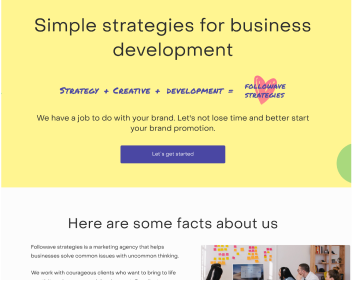 Simple strategies for business
development
Strategy + Creative + development = Followave
strategies
We have a job to do with your brand. Let's not lose time and better start
your brand promotion.
Let's get started
Here are some facts about us
Followave strategies is a marketing agency that helps
businesses solve common issues with uncommon thinking.
We work with courageous clients who want to bring to life